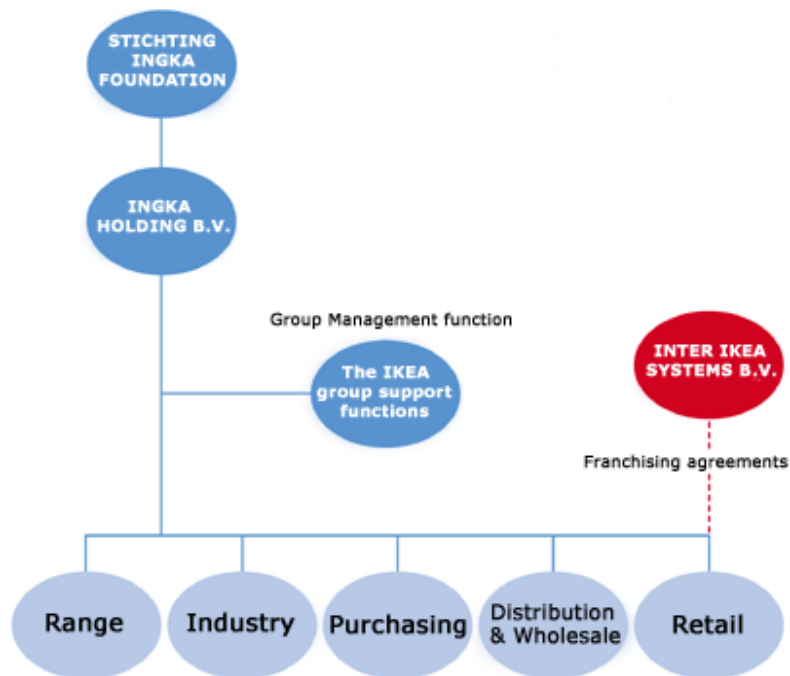 STICHTING
INGKA
FOUNDATION
INGKA
HOLDING B.V.
Group Management function
The IKEA
group support
functions
INTER IKEA
SYSTEMS B.V.
Franchising agreements
Range
Industry
Purchasing
Distribution
& Wholesale
Retail